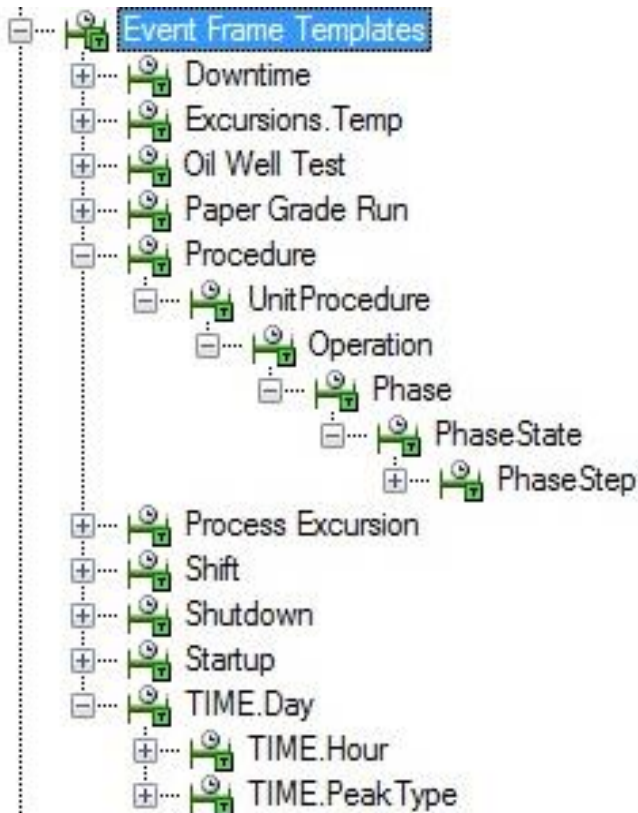 Event Frame Templates
Downtime
Excursions.Temp
Oil Well Test
Paper Grade Run
Procedure
UnitProcedure
Operation
Phase
PhaseState
PhaseStep
Process Excursion
Shift
Shutdown
Startup
TIME.Day
TIME.Hour
TIME.PeakType